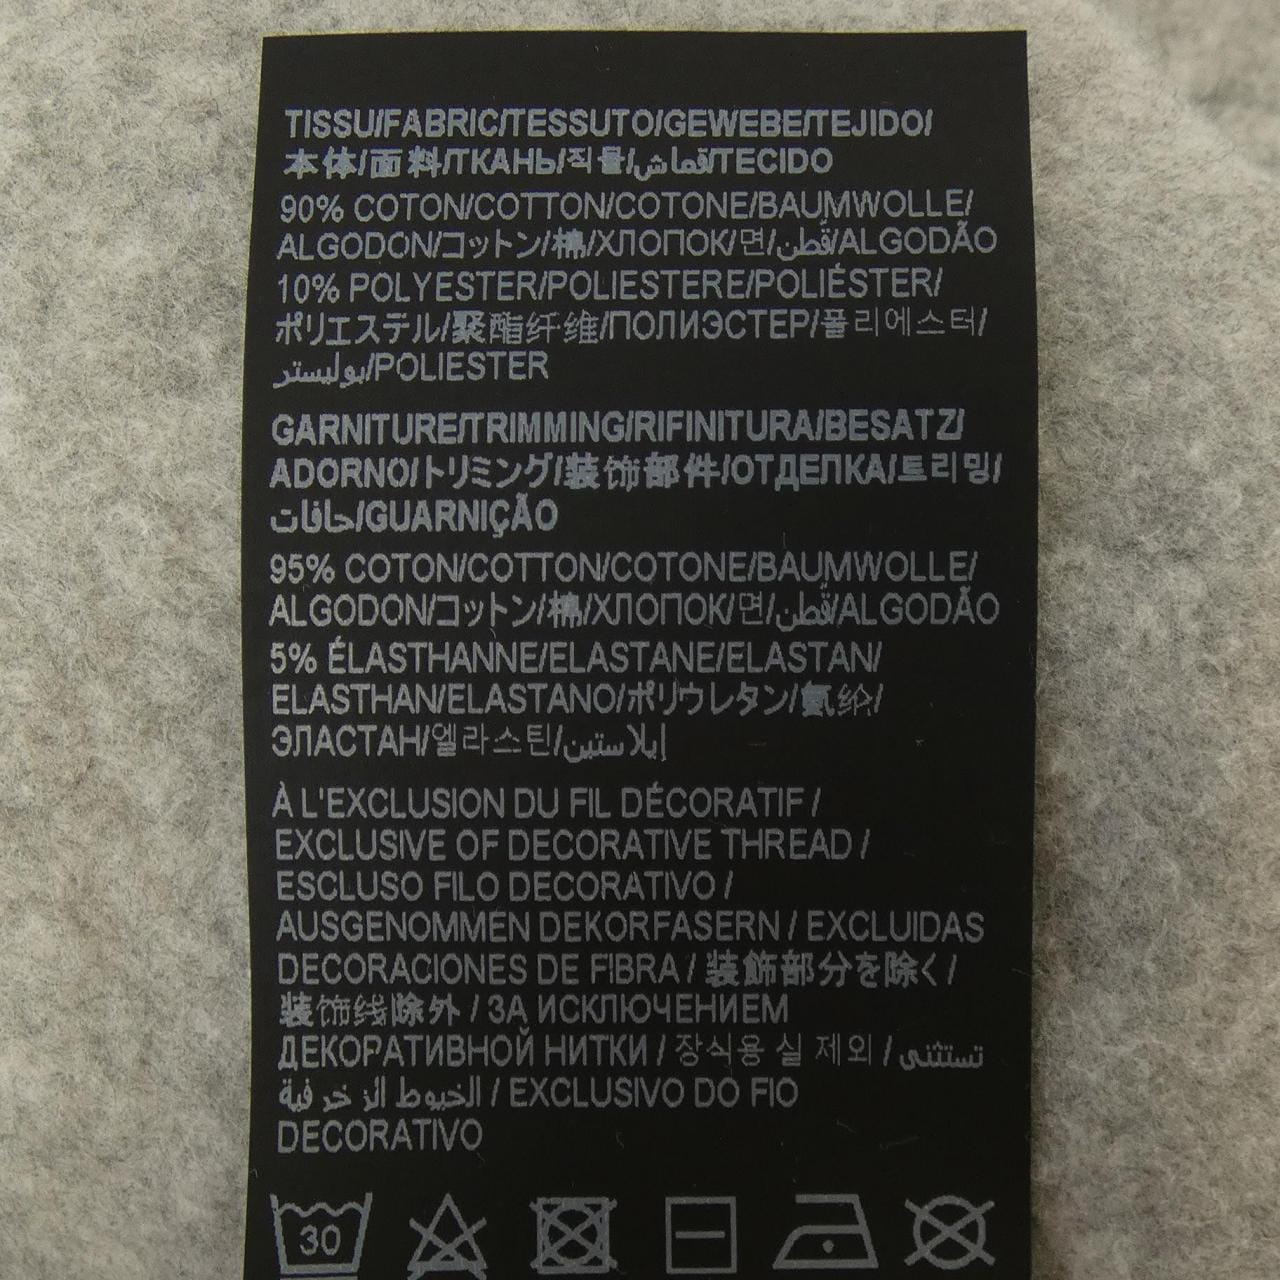 TISSU/FABRIC/TESSUTO/GEWEBE/TEJIDO/
本体/面料/ТКАНЬ/직물/قماش/TECIDO
90% COTON/COTTON/COTONE/BAUMWOLLE/
ALGODON/コットン/棉/ХЛОПОК/면/قطن/ALGODÃO
10% POLYESTER/POLIESTERE/POLIÉSTER/
ポリエステル/聚酯纤维/ПОЛИЭСТЕР/폴리에스터/
بوليستر/POLIESTER
GARNITURE/TRIMMING/RIFINITURA/BESATZ/
ADORNO/トリミング/装饰部件/ОТДЕЛКА/트리밍/
حافات/GUARNIÇÃO
95% COTON/COTTON/COTONE/BAUMWOLLE/
ALGODON/コットン/棉/ХЛОПОК/면/قطن/ALGODÃO
5% ÉLASTHANNE/ELASTANE/ELASTAN/
ELASTHAN/ELASTANO/ポリウレタン/氨纶/
ЭЛАСТАН/엘라스틴/إيلاستين
À L'EXCLUSION DU FIL DÉCORATIF /
EXCLUSIVE OF DECORATIVE THREAD /
ESCLUSO FILO DECORATIVO /
AUSGENOMMEN DEKORFASERN / EXCLUIDAS
DECORACIONES DE FIBRA / 装飾部分を除く /
装饰线除外 / ЗА ИСКЛЮЧЕНИЕМ
ДЕКОРАТИВНОЙ НИТКИ / 장식용 실 제외 / تستثنى
الخيوط الزخرفية / EXCLUSIVO DO FIO
DECORATIVO
30